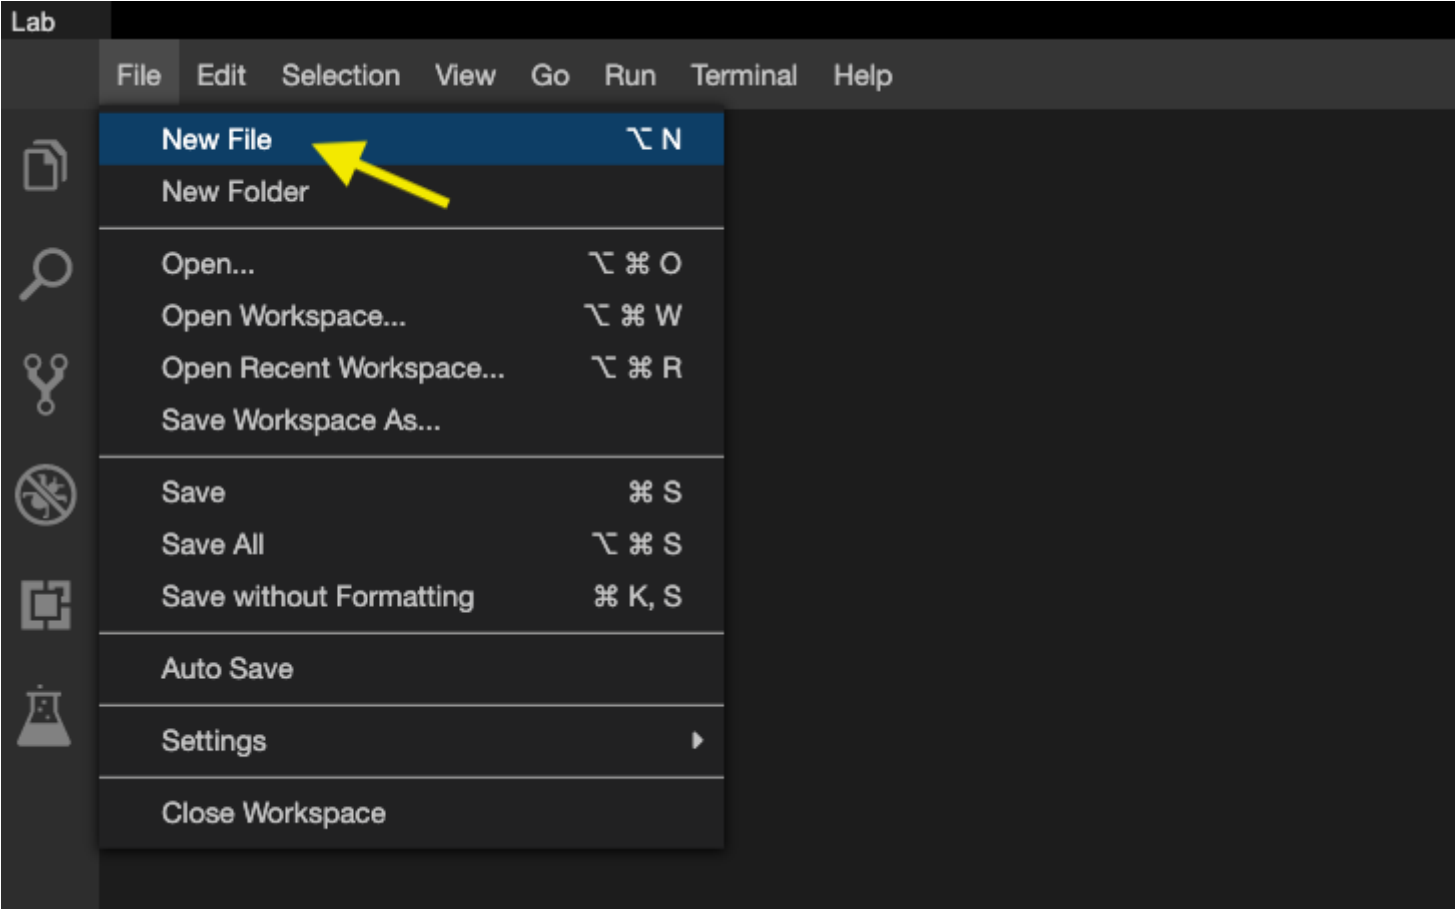 Lab
File Edit Selection View Go Run Terminal Help
New File ⌥ N
New Folder
Open... ⌥ ⌘ O
Open Workspace... ⌥ ⌘ W
Open Recent Workspace... ⌥ ⌘ R
Save Workspace As...
Save ⌘ S
Save All ⌥ ⌘ S
Save without Formatting ⌘ K, S
Auto Save
Settings
Close Workspace